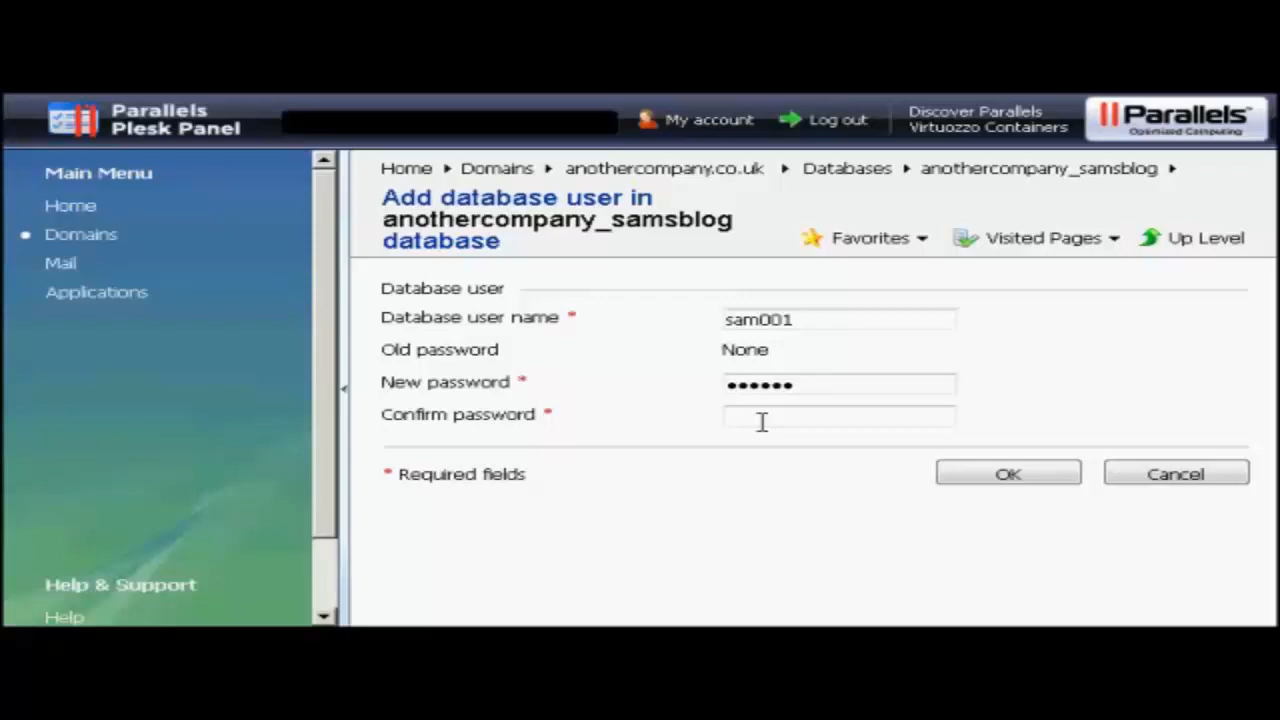 Parallels
Plesk Panel
My account
Log out
Discover Parallels
Virtuozzo Containers
Parallels™
Optimized Computing
Main Menu
Home
Domains
Mail
Applications
Help & Support
Help
Home Domains anothercompany.co.uk Databases anothercompany_samsblog
Add database user in
anothercompany_samsblog
database
Favorites Visited Pages Up Level
Database user
Database user name * sam001
Old password None
New password * ••••••
Confirm password *
* Required fields
OK Cancel